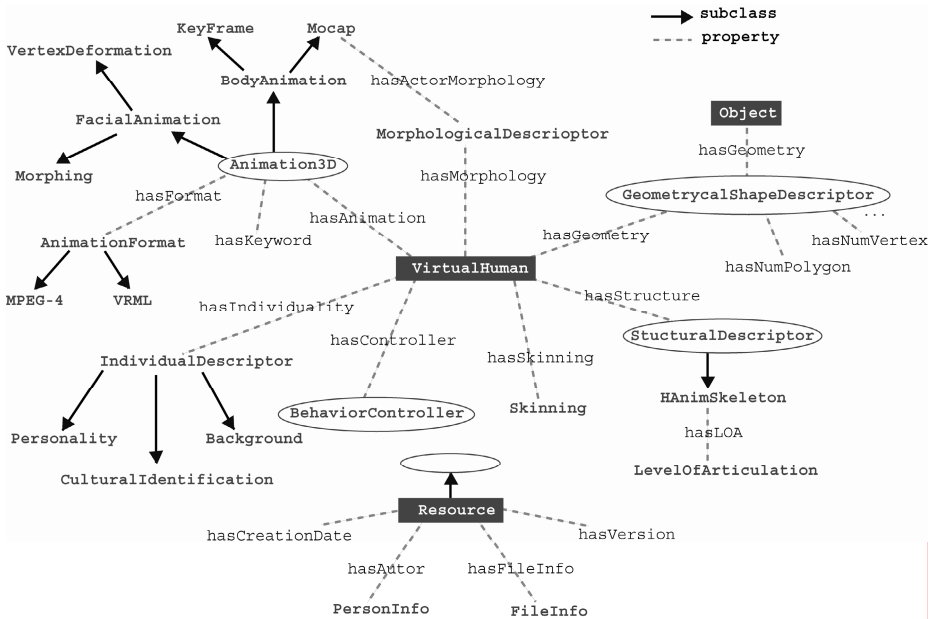 subclass
property
KeyFrame
Mocap
VertexDeformation
BodyAnimation
hasActorMorphology
FacialAnimation
MorphologicalDescrioptor
Object
hasGeometry
Morphing
Animation3D
hasMorphology
hasFormat
GeometrycalShapeDescriptor
...
hasAnimation
hasKeyword
AnimationFormat
hasGeometry
hasNumVertex
hasNumPolygon
VirtualHuman
MPEG-4
VRML
hasIndividuality
hasStructure
hasController
StucturalDescriptor
hasSkinning
IndividualDescriptor
HAnimSkeleton
BehaviorController
Skinning
Personality
Background
hasLOA
LevelOfArticulation
CulturalIdentification
Resource
hasCreationDate
hasVersion
hasAutor
hasFileInfo
PersonInfo
FileInfo